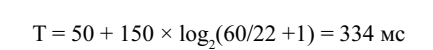 T = 50 + 150 × log₂(60/22 +1) = 334 мс